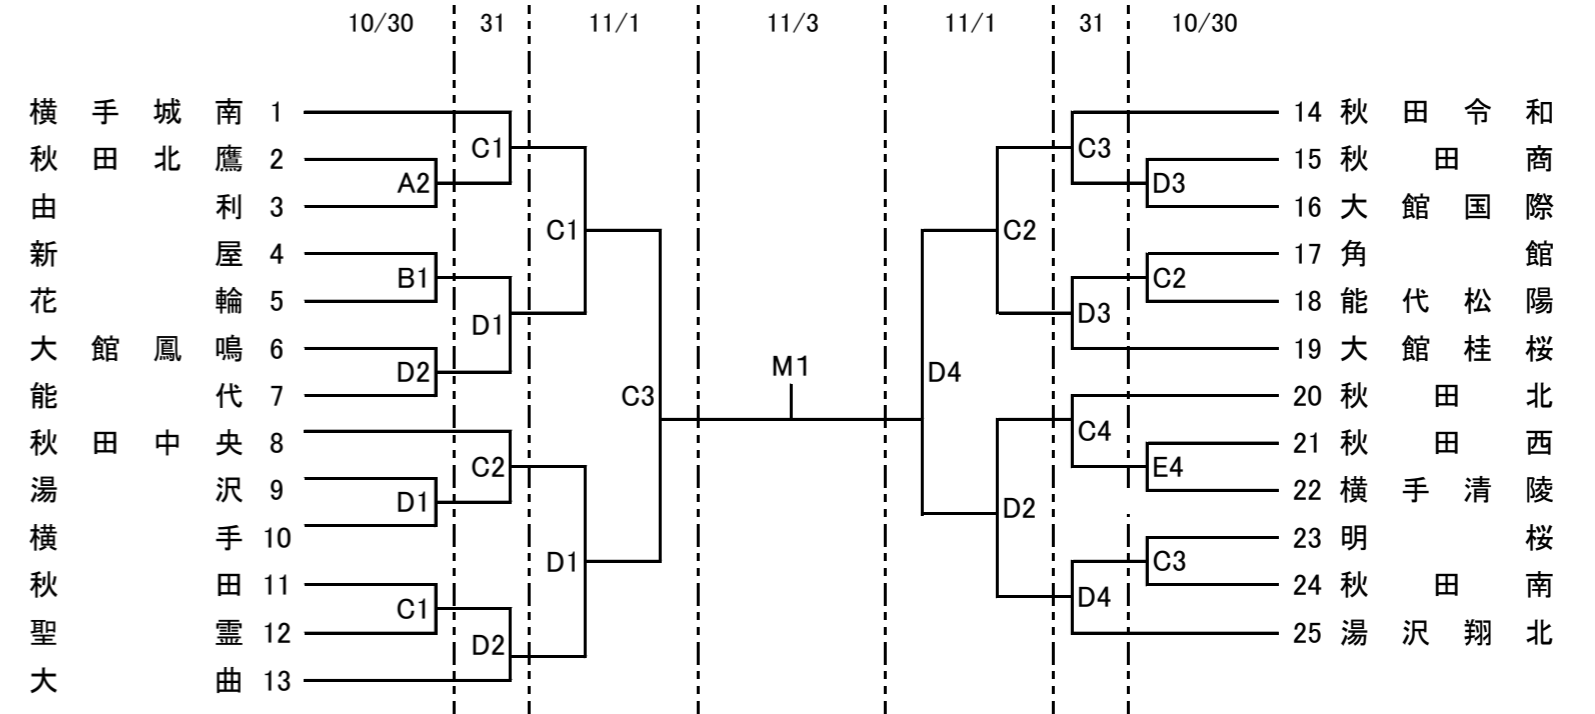 10/30 31 11/1 11/3 11/1 31 10/30
横手城南 1
秋田北鷹 2
由利 3
新屋 4
花輪 5
大館鳳鳴 6
能代 7
秋田中央 8
湯沢 9
横手 10
秋田 11
聖霊 12
大曲 13
A2
B1
D2
D1
C1
C1
D1
C2
D2
C1
D1
C3
M1
D4
C2
D2
C3
D3
C4
D4
D3
C2
E4
C3
14 秋田令和
15 秋田商
16 大館国際
17 角館
18 能代松陽
19 大館桂桜
20 秋田北
21 秋田西
22 横手清陵
23 明桜
24 秋田南
25 湯沢翔北